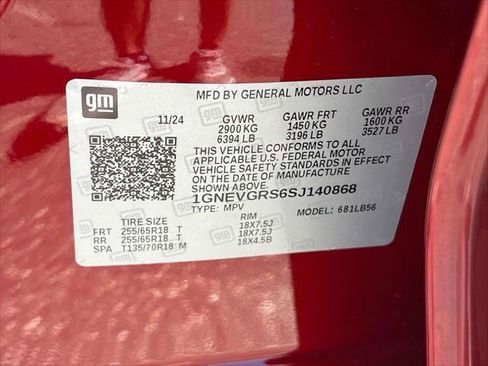 gm
MFD BY GENERAL MOTORS LLC
11/24 GVWR GAWR FRT GAWR RR
2900 KG 1450 KG 1600 KG
6394 LB 3196 LB 3527 LB
THIS VEHICLE CONFORMS TO ALL
APPLICABLE U.S. FEDERAL MOTOR
VEHICLE SAFETY STANDARDS IN EFFECT
ON THE DATE OF MANUFACTURE
SHOWN ABOVE.
1GNEVGRS6SJ140868
TYPE: MPV MODEL: 681LB56
TIRE SIZE RIM
FRT 255/65R18 T 18X7.5J
RR 255/65R18 T 18X7.5J
SPA T135/70R18 M 18X4.5B